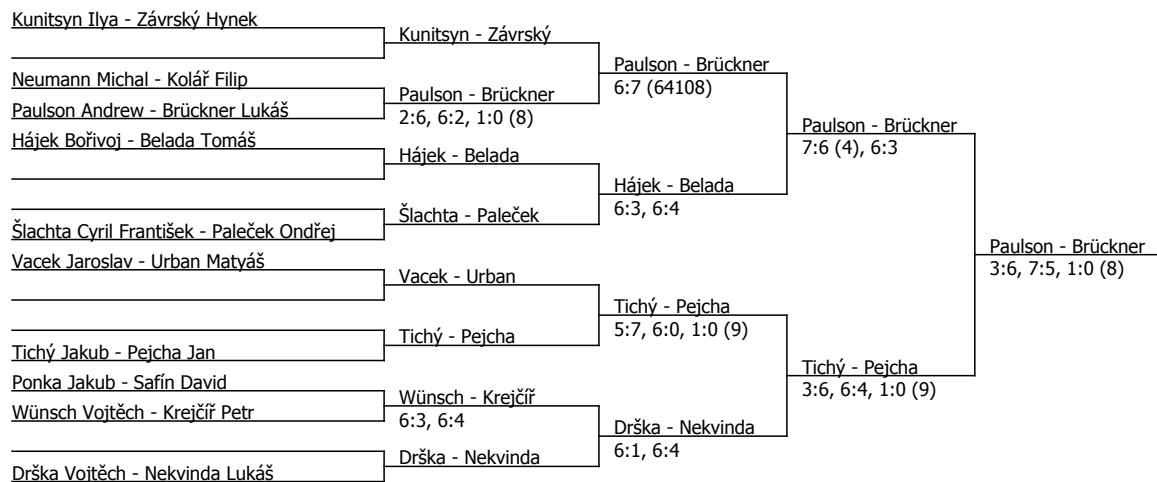 Kunitsyn Ilya - Závrský Hynek
Neumann Michal - Kolář Filip
Paulson Andrew - Brückner Lukáš
Hájek Bořivoj - Belada Tomáš
Šlachta Cyril František - Paleček Ondřej
Vacek Jaroslav - Urban Matyáš
Tichý Jakub - Pejcha Jan
Ponka Jakub - Safín David
Wünsch Vojtěch - Krejčíř Petr
Drška Vojtěch - Nekvinda Lukáš
Kunitsyn - Závrský
Paulson - Brückner
2:6, 6:2, 1:0 (8)
Hájek - Belada
Šlachta - Paleček
Vacek - Urban
Tichý - Pejcha
Wünsch - Krejčíř
6:3, 6:4
Drška - Nekvinda
Paulson - Brückner
6:7 (64108)
Hájek - Belada
6:3, 6:4
Tichý - Pejcha
5:7, 6:0, 1:0 (9)
Drška - Nekvinda
6:1, 6:4
Paulson - Brückner
7:6 (4), 6:3
Tichý - Pejcha
3:6, 6:4, 1:0 (9)
Paulson - Brückner
3:6, 7:5, 1:0 (8)